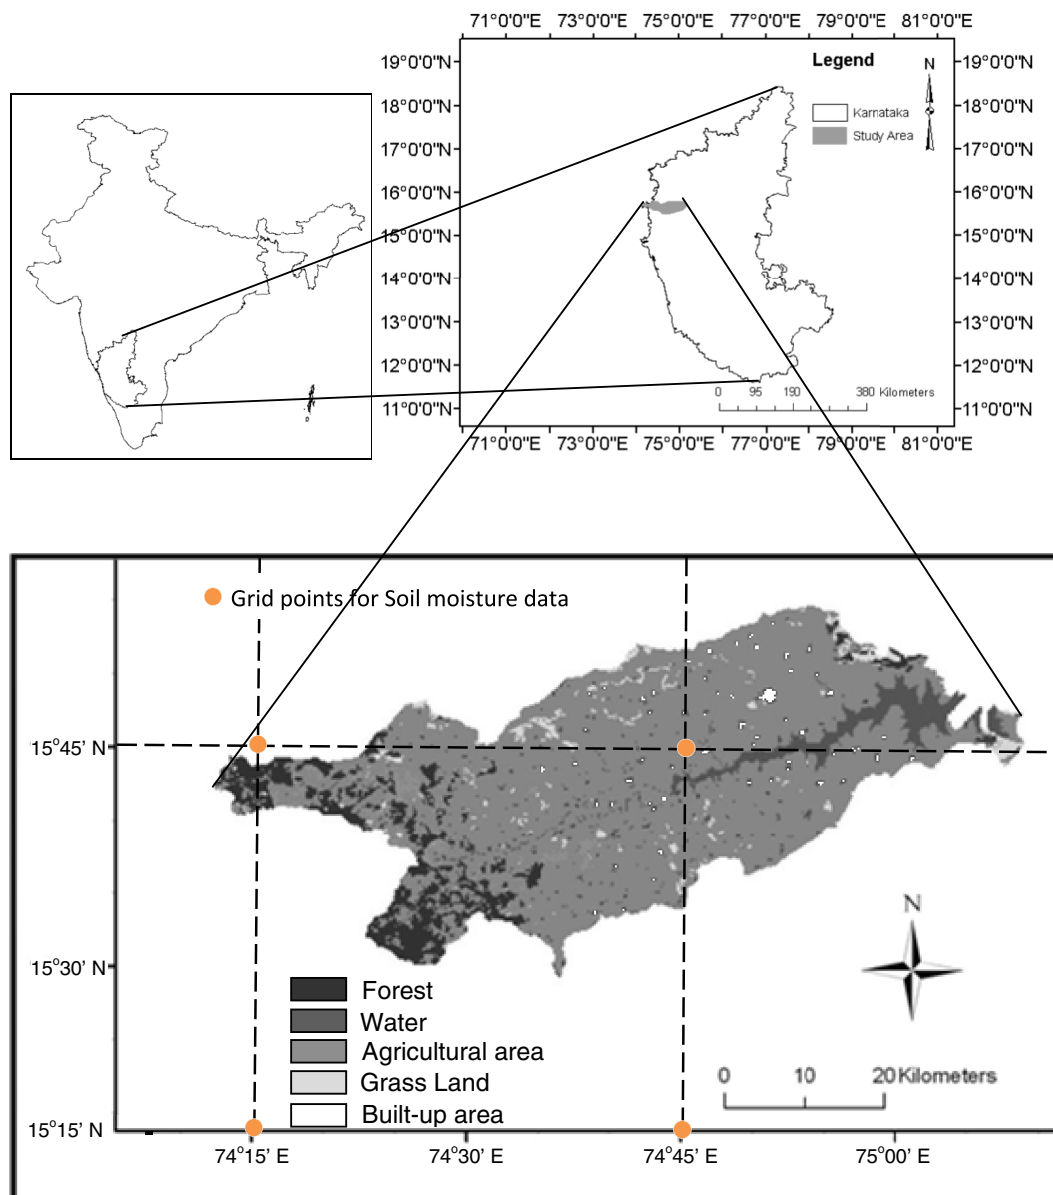 71°0'0"E 73°0'0"E 75°0'0"E 77°0'0"E 79°0'0"E 81°0'0"E
19°0'0"N
18°0'0"N
17°0'0"N
16°0'0"N
15°0'0"N
14°0'0"N
13°0'0"N
12°0'0"N
11°0'0"N
Legend
Karnataka
Study Area
N
19°0'0"N
18°0'0"N
17°0'0"N
16°0'0"N
15°0'0"N
14°0'0"N
13°0'0"N
12°0'0"N
11°0'0"N
0 95 190 380 Kilometers
71°0'0"E 73°0'0"E 75°0'0"E 77°0'0"E 79°0'0"E 81°0'0"E
Grid points for Soil moisture data
15°45' N
15°30' N
15°15' N
Forest
Water
Agricultural area
Grass Land
Built-up area
N
0 10 20 Kilometers
74°15' E 74°30' E 74°45' E 75°00' E